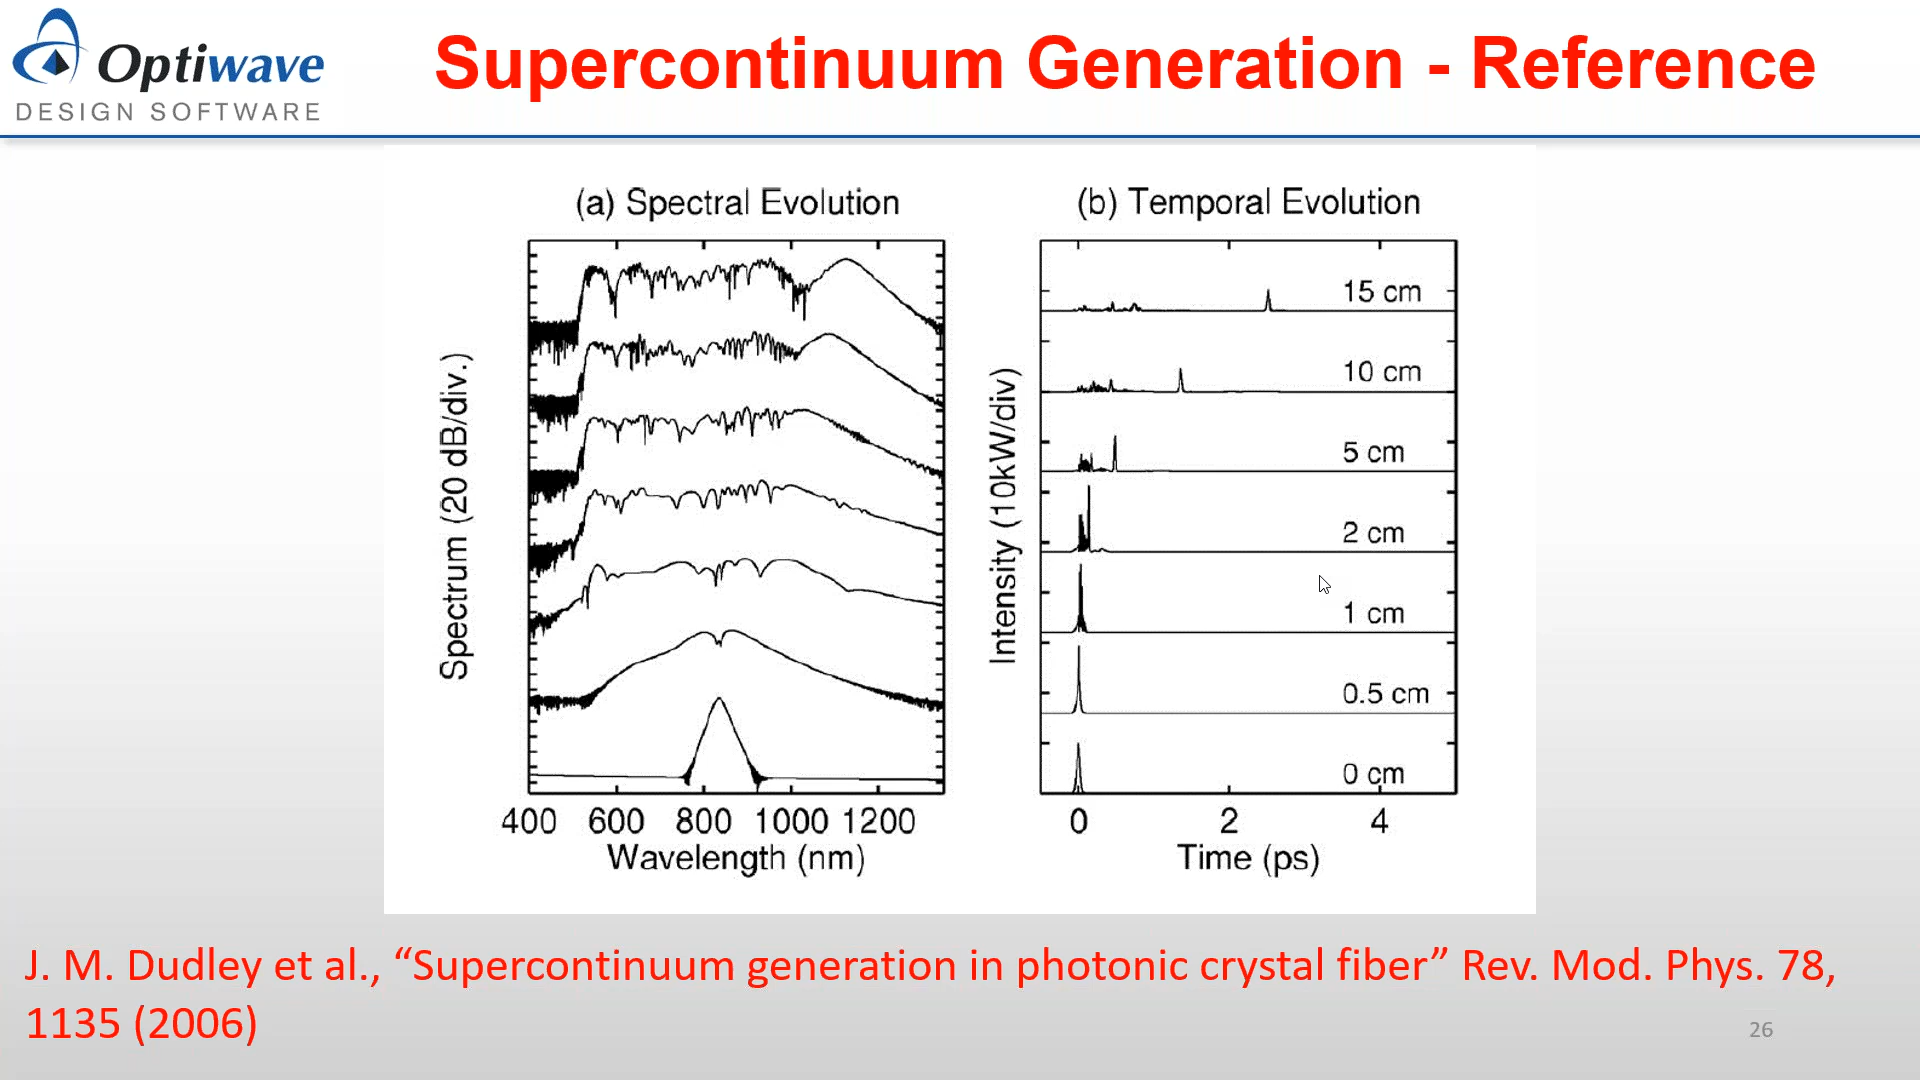 Optiwave
DESIGN SOFTWARE
Supercontinuum Generation - Reference
(a) Spectral Evolution
Spectrum (20 dB/div.)
400 600 800 1000 1200
Wavelength (nm)
(b) Temporal Evolution
Intensity (10kW/div)
15 cm
10 cm
5 cm
2 cm
1 cm
0.5 cm
0 cm
0 2 4
Time (ps)
J. M. Dudley et al., “Supercontinuum generation in photonic crystal fiber” Rev. Mod. Phys. 78,
1135 (2006)
26